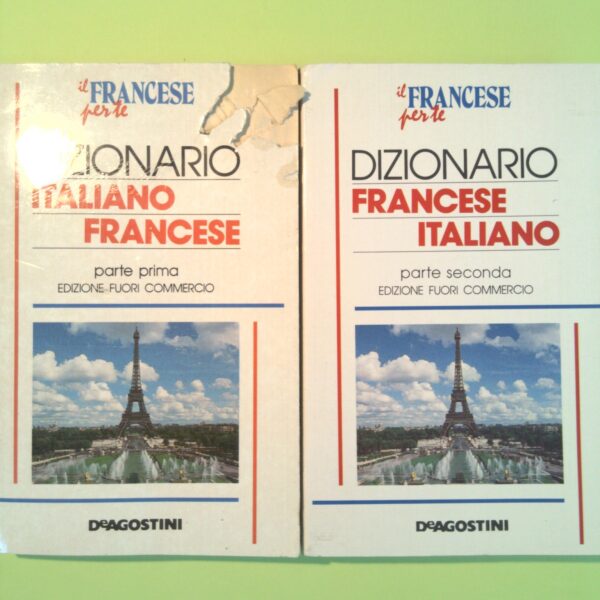 il FRANCESE
per te
DIZIONARIO
ITALIANO
FRANCESE
parte prima
EDIZIONE FUORI COMMERCIO
DeAGOSTINI
il FRANCESE
per te
DIZIONARIO
FRANCESE
ITALIANO
parte seconda
EDIZIONE FUORI COMMERCIO
DeAGOSTINI